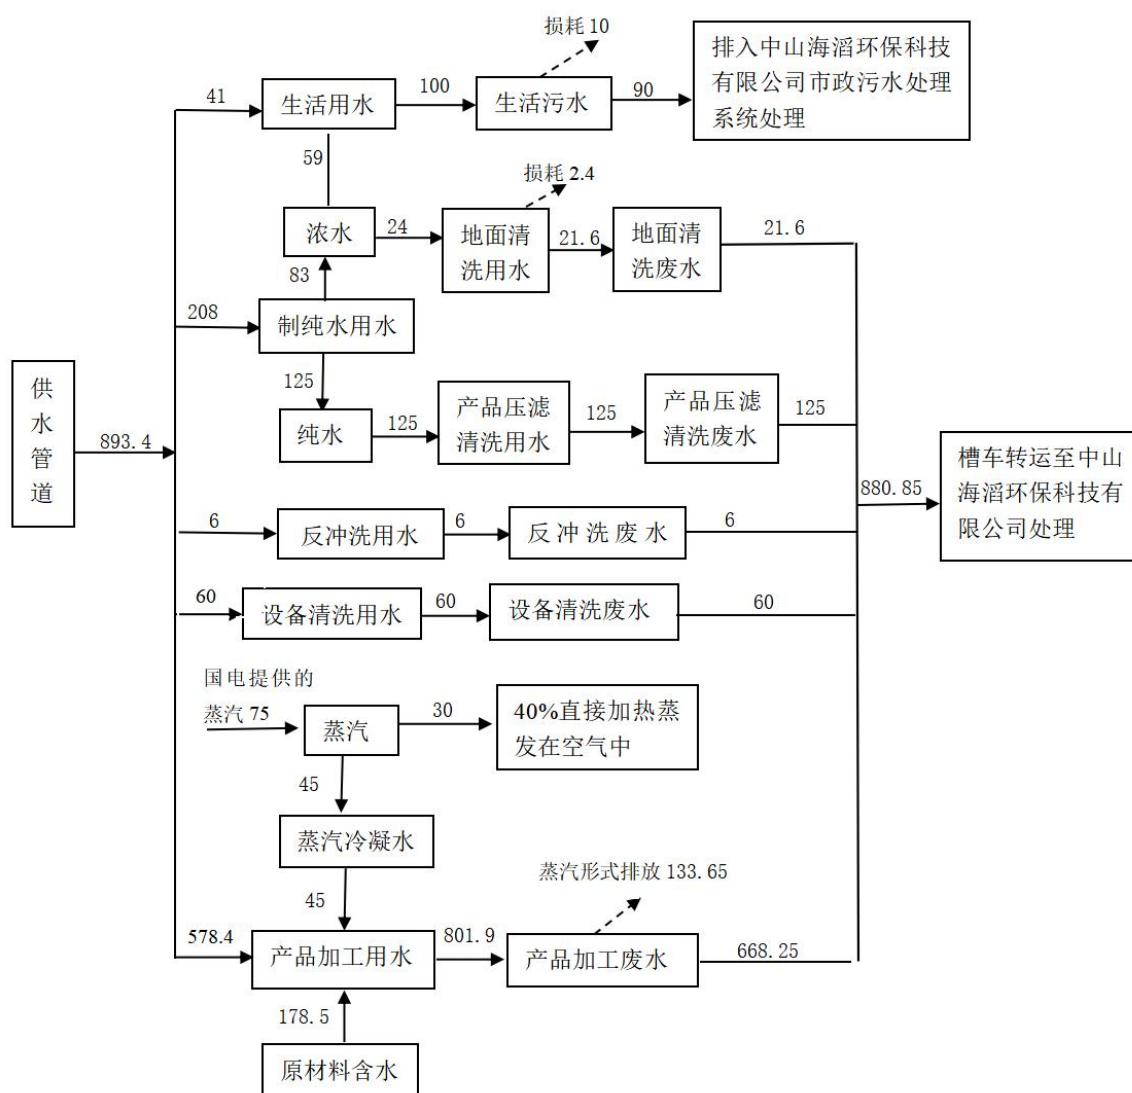 损耗 10
排入中山海滔环保科技
有限公司市政污水处理
系统处理
41
生活用水
100
生活污水
90
59
损耗 2.4
浓水
24
地面清
洗用水
21.6
地面清
洗废水
21.6
83
208
制纯水用水
125
供
水
管
道
893.4
纯水
125
产品压滤
清洗用水
125
产品压滤
清洗废水
125
880.85
槽车转运至中山
海滔环保科技有
限公司处理
6
反冲洗用水
6
反冲洗废水
6
60
设备清洗用水
60
设备清洗废水
60
国电提供的
蒸汽 75
蒸汽
30
40%直接加热蒸
发在空气中
45
蒸汽冷凝水
45
蒸汽形式排放 133.65
578.4
产品加工用水
801.9
产品加工废水
668.25
178.5
原材料含水